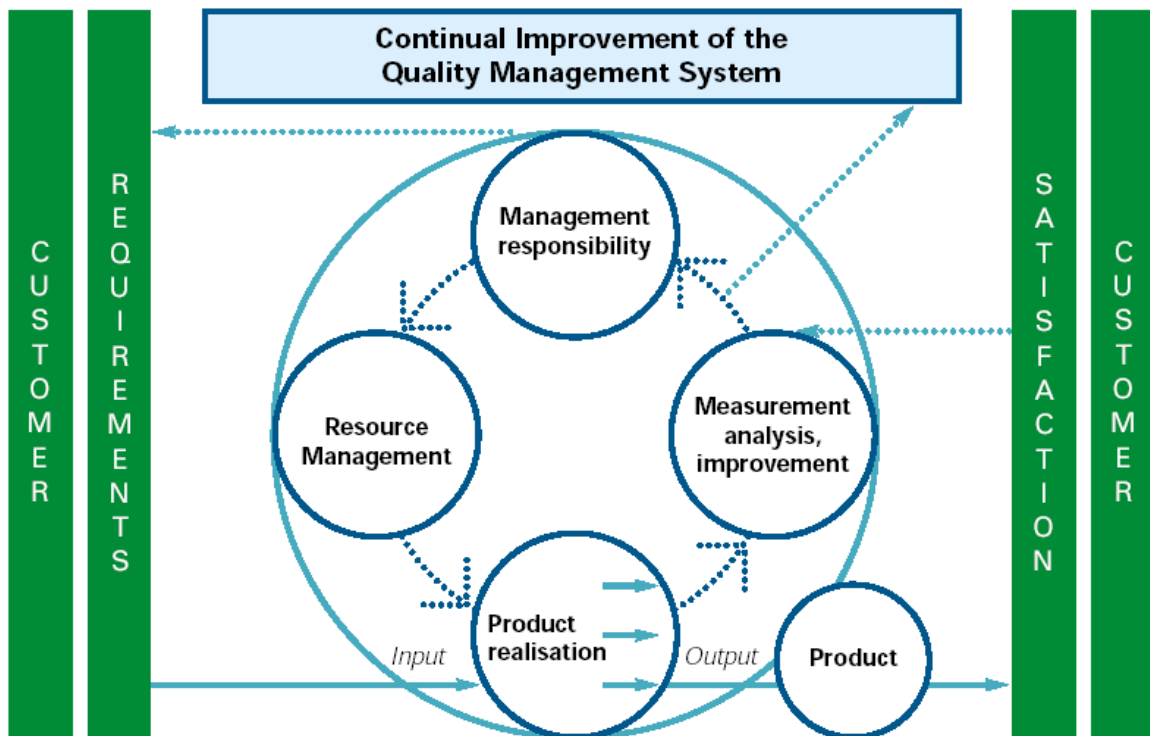 Continual Improvement of the
Quality Management System
CUSTOMER
REQUIREMENTS
Management
responsibility
Resource
Management
Measurement
analysis,
improvement
Product
realisation
Input
Output
Product
SATISFACTION
CUSTOMER